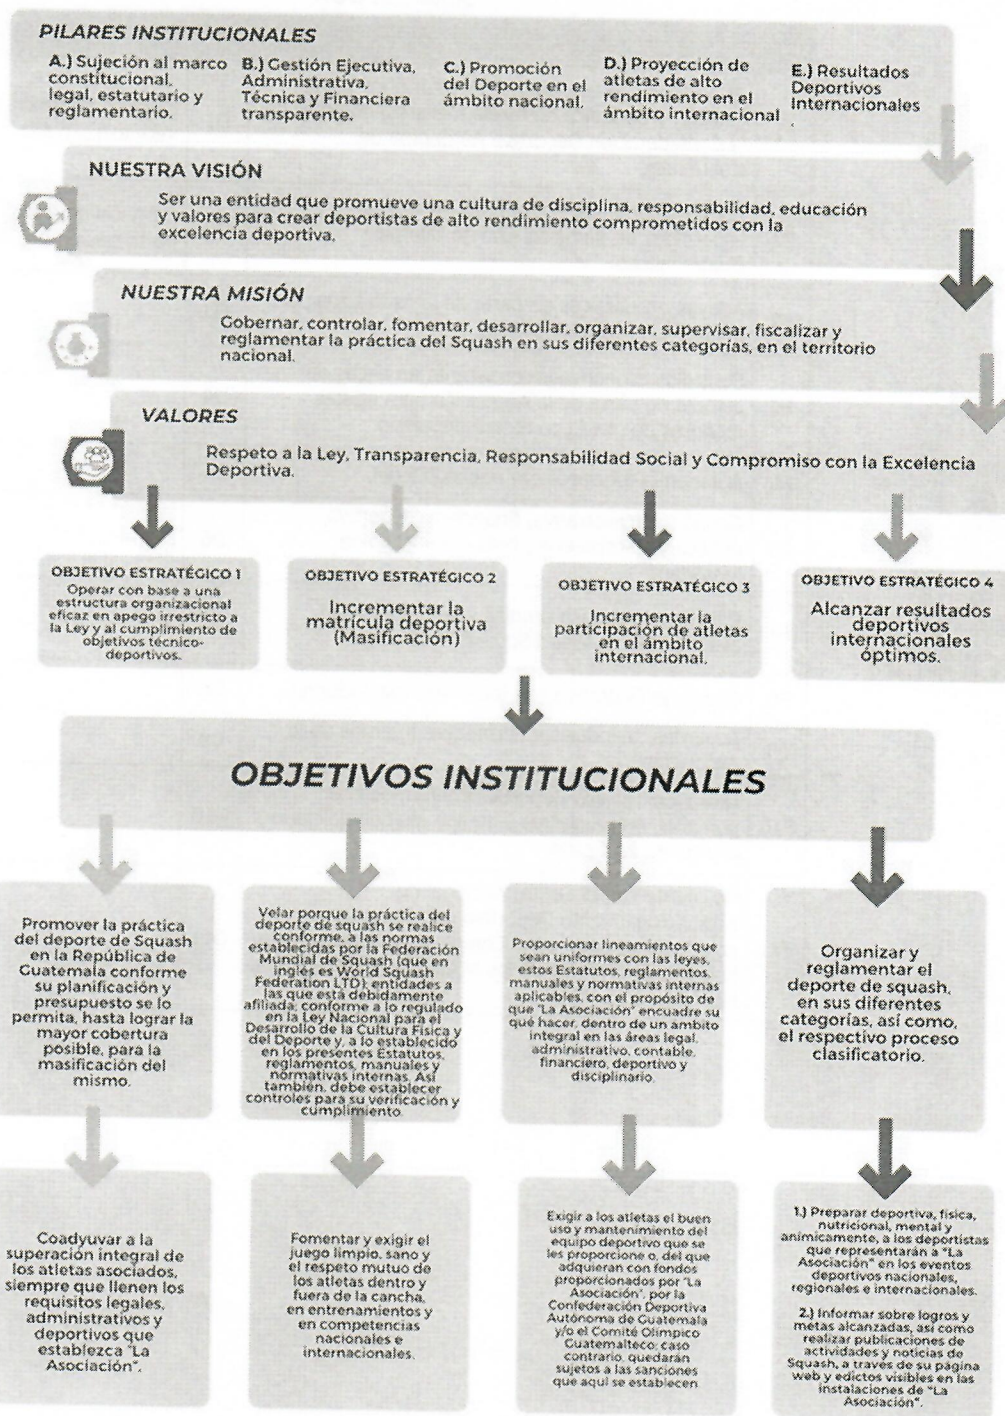 PILARES INSTITUCIONALES
A.) Sujeción al marco
constitucional,
legal, estatutario y
reglamentario.
B.) Gestión Ejecutiva,
Administrativa,
Técnica y Financiera
transparente.
C.) Promoción
del Deporte en el
ámbito nacional.
D.) Proyección de
atletas de alto
rendimiento en el
ámbito internacional
E.) Resultados
Deportivos
Internacionales
NUESTRA VISIÓN
Ser una entidad que promueve una cultura de disciplina, responsabilidad, educación
y valores para crear deportistas de alto rendimiento comprometidos con la
excelencia deportiva.
NUESTRA MISIÓN
Gobernar, controlar, fomentar, desarrollar, organizar, supervisar, fiscalizar y
reglamentar la práctica del Squash en sus diferentes categorías, en el territorio
nacional.
VALORES
Respeto a la Ley, Transparencia, Responsabilidad Social y Compromiso con la Excelencia
Deportiva.
OBJETIVO ESTRATÉGICO 1
Operar con base a una
estructura organizacional
eficaz en apego irrestricto a
la Ley y al cumplimiento de
objetivos técnico-
deportivos.
OBJETIVO ESTRATÉGICO 2
Incrementar la
matrícula deportiva
(Masificación)
OBJETIVO ESTRATÉGICO 3
Incrementar la
participación de atletas
en el ámbito
internacional.
OBJETIVO ESTRATÉGICO 4
Alcanzar resultados
deportivos
internacionales
óptimos.
OBJETIVOS INSTITUCIONALES
Promover la práctica
del deporte de Squash
en la República de
Guatemala conforme
su planificación y
presupuesto se lo
permita, hasta lograr la
mayor cobertura
posible, para la
masificación del
mismo.
Velar porque la práctica del
deporte de squash se realice
conforme, a las normas
establecidas por la Federación
Mundial de Squash (que en
inglés es World Squash
Federation LTD); entidades a
las que está debidamente
afiliada; conforme a lo regulado
en la Ley Nacional para el
Desarrollo de la Cultura Física y
del Deporte y, a lo establecido
en los presentes Estatutos,
reglamentos, manuales y
normativas internas. Así
también, debe establecer
controles para su verificación y
cumplimiento.
Proporcionar lineamientos que
sean uniformes con las leyes,
estos Estatutos, reglamentos,
manuales y normativas internas
aplicables, con el propósito de
que "La Asociación" encuadre su
qué hacer, dentro de un ambito
integral en las áreas legal,
administrativo, contable,
financiero, deportivo y
disciplinario.
Organizar y
reglamentar el
deporte de squash,
en sus diferentes
categorías, así como,
el respectivo proceso
clasificatorio.
Coadyuvar a la
superación integral de
los atletas asociados,
siempre que llenen los
requisitos legales,
administrativos y
deportivos que
establezca "La
Asociación".
Fomentar y exigir el
juego limpio, sano y
el respeto mutuo de
los atletas dentro y
fuera de la cancha,
en entrenamientos y
en competencias
nacionales e
internacionales.
Exigir a los atletas el buen
uso y mantenimiento del
equipo deportivo que se
les proporcione o, del que
adquieran con fondos
proporcionados por "La
Asociación", por la
Confederación Deportiva
Autónoma de Guatemala
y/o el Comité Olímpico
Guatemalteco; caso
contrario, quedarán
sujetos a las sanciones
que aquí se establecen.
1.) Preparar deportiva, física,
nutricional, mental y
anímicamente, a los deportistas
que representarán a "La
Asociación" en los eventos
deportivos nacionales,
regionales e internacionales.
2.) Informar sobre logros y
metas alcanzadas, así como
realizar publicaciones de
actividades y noticias de
Squash, a través de su página
web y edictos visibles en las
instalaciones de "La
Asociación".